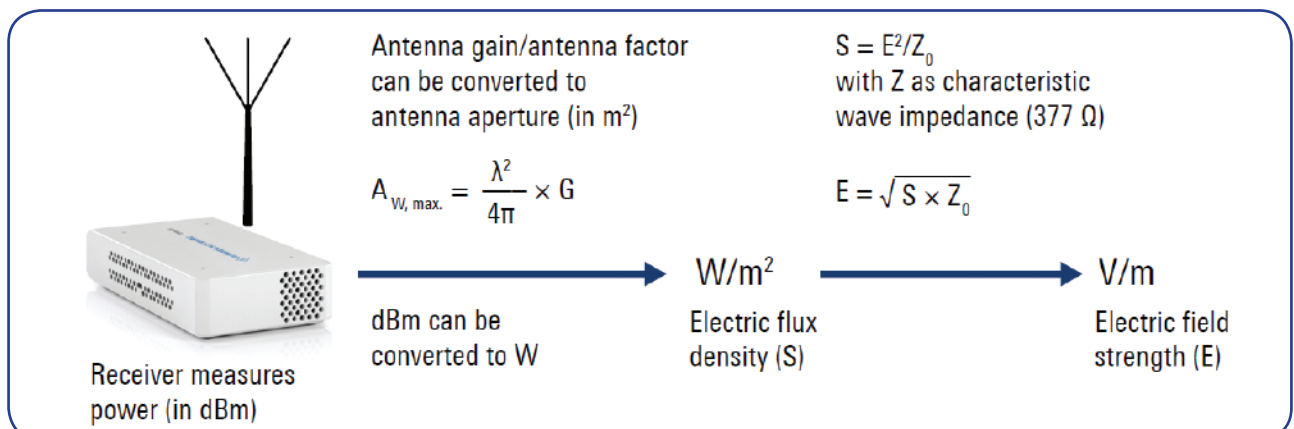 Antenna gain/antenna factor
can be converted to
antenna aperture (in m²)
A_W, max. = λ²/4π × G
S = E²/Z₀
with Z as characteristic
wave impedance (377 Ω)
E = √S × Z₀
W/m²
V/m
dBm can be
converted to W
Electric flux
density (S)
Electric field
strength (E)
Receiver measures
power (in dBm)